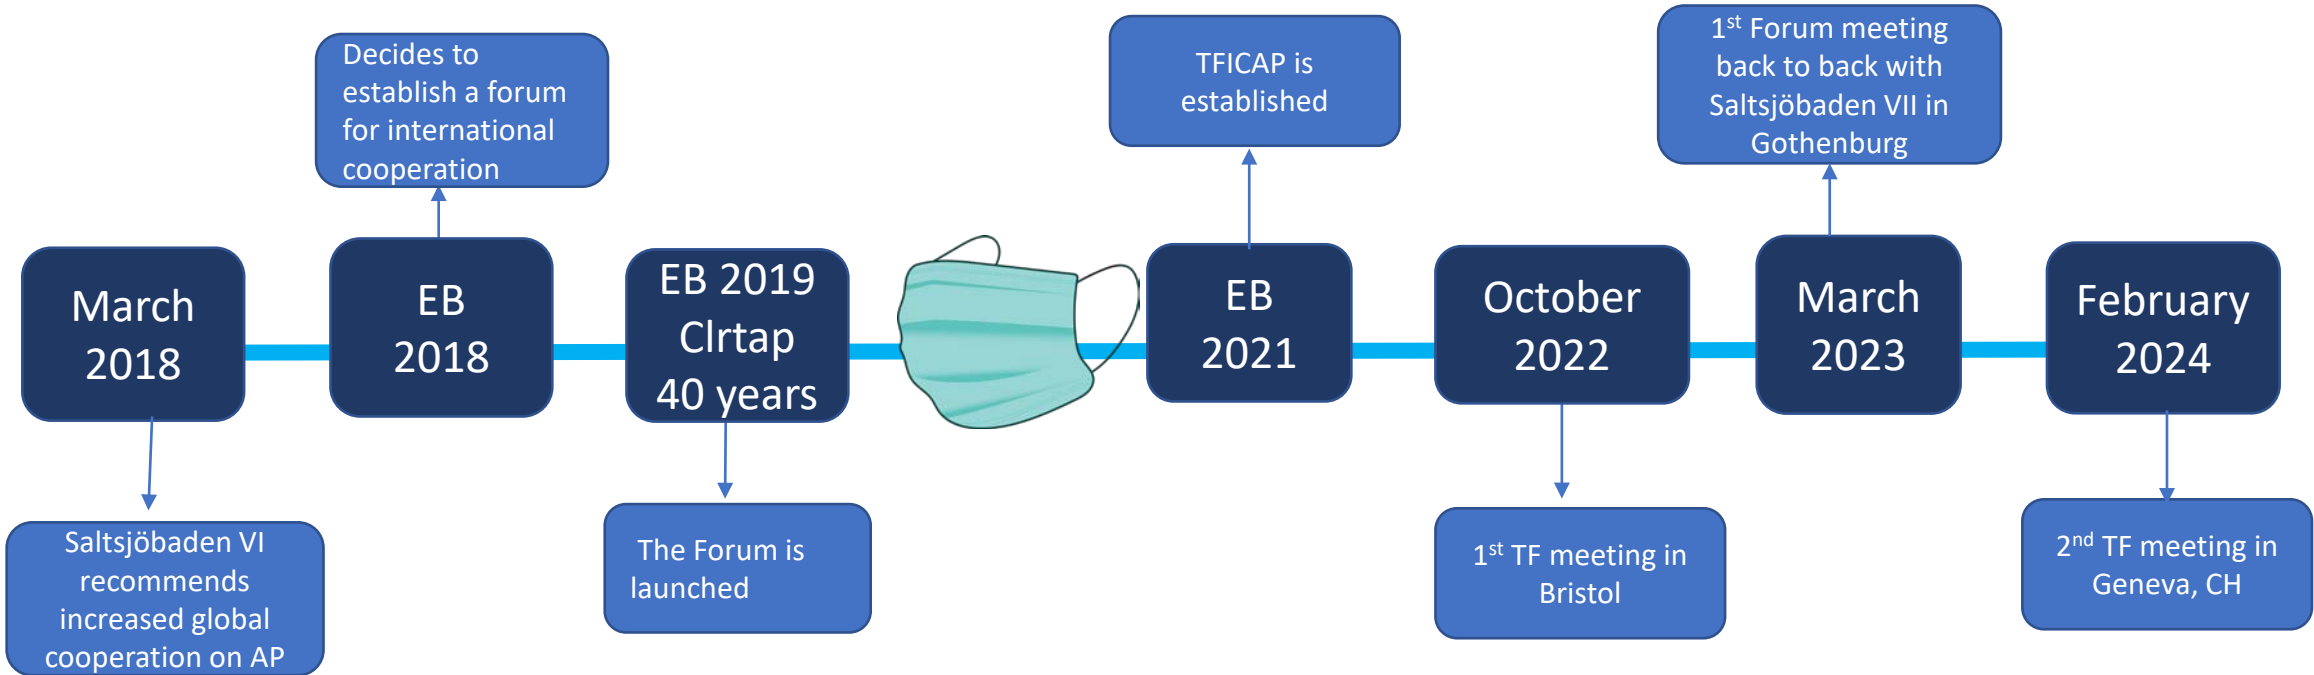 Decides to
establish a forum
for international
cooperation
TFICAP is
established
1st Forum meeting
back to back with
Saltsjöbaden VII in
Gothenburg
March
2018
EB
2018
EB 2019
Clrtap
40 years
EB
2021
October
2022
March
2023
February
2024
Saltsjöbaden VI
recommends
increased global
cooperation on AP
The Forum is
launched
1st TF meeting in
Bristol
2nd TF meeting in
Geneva, CH